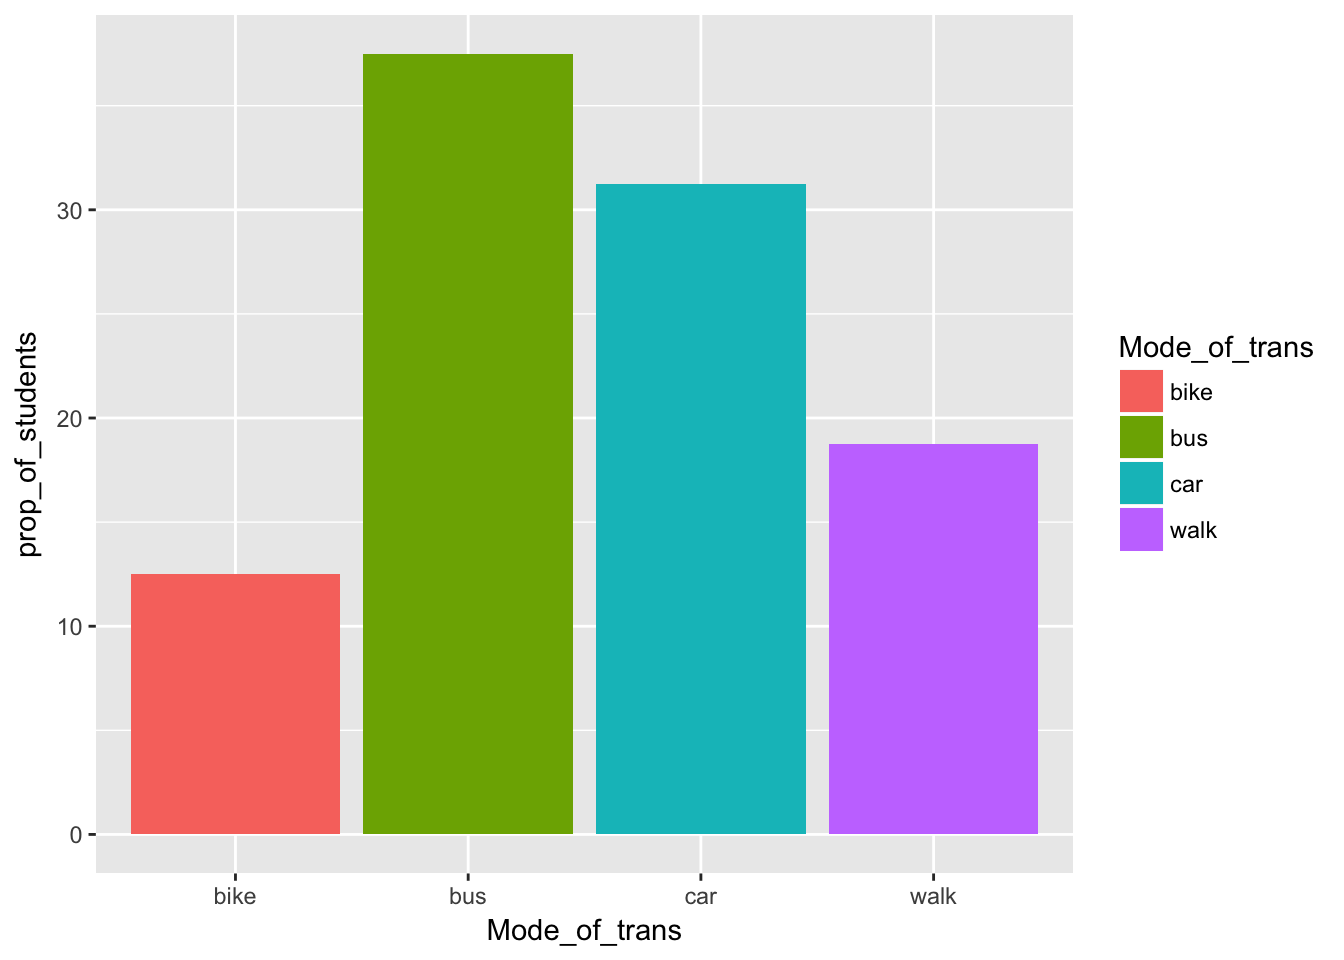 prop_of_students
30
20
10
0
bike
bus
car
walk
Mode_of_trans
Mode_of_trans
bike
bus
car
walk